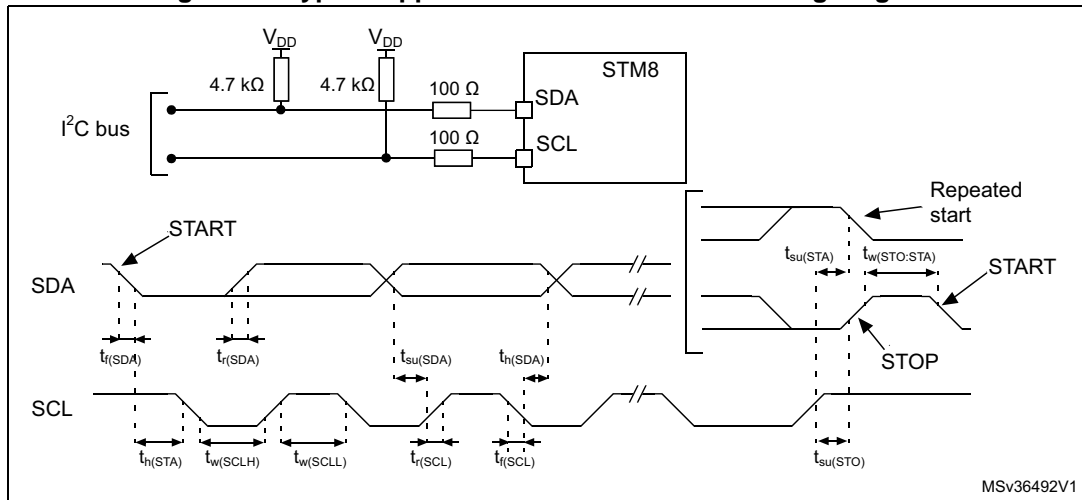 V_DD V_DD
STM8
4.7 kΩ 4.7 kΩ 100 Ω
SDA
I²C bus
100 Ω
SCL
Repeated
start
START
t_su(STA) t_w(STO:STA)
START
SDA
STOP
t_f(SDA) t_r(SDA) t_su(SDA) t_h(SDA)
SCL
t_h(STA) t_w(SCLH) t_w(SCLL) t_r(SCL) t_f(SCL) t_su(STO)
MSv36492V1